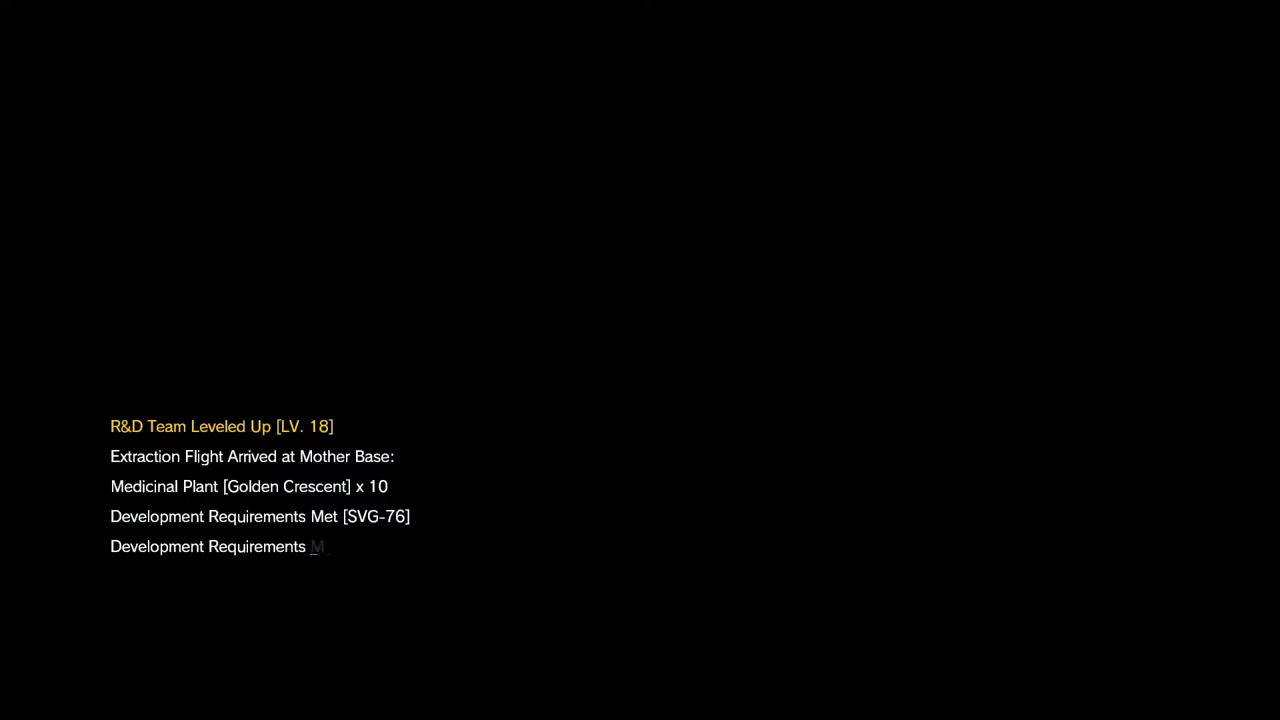 R&D Team Leveled Up [LV. 18]
Extraction Flight Arrived at Mother Base:
Medicinal Plant [Golden Crescent] x 10
Development Requirements Met [SVG-76]
Development Requirements M_